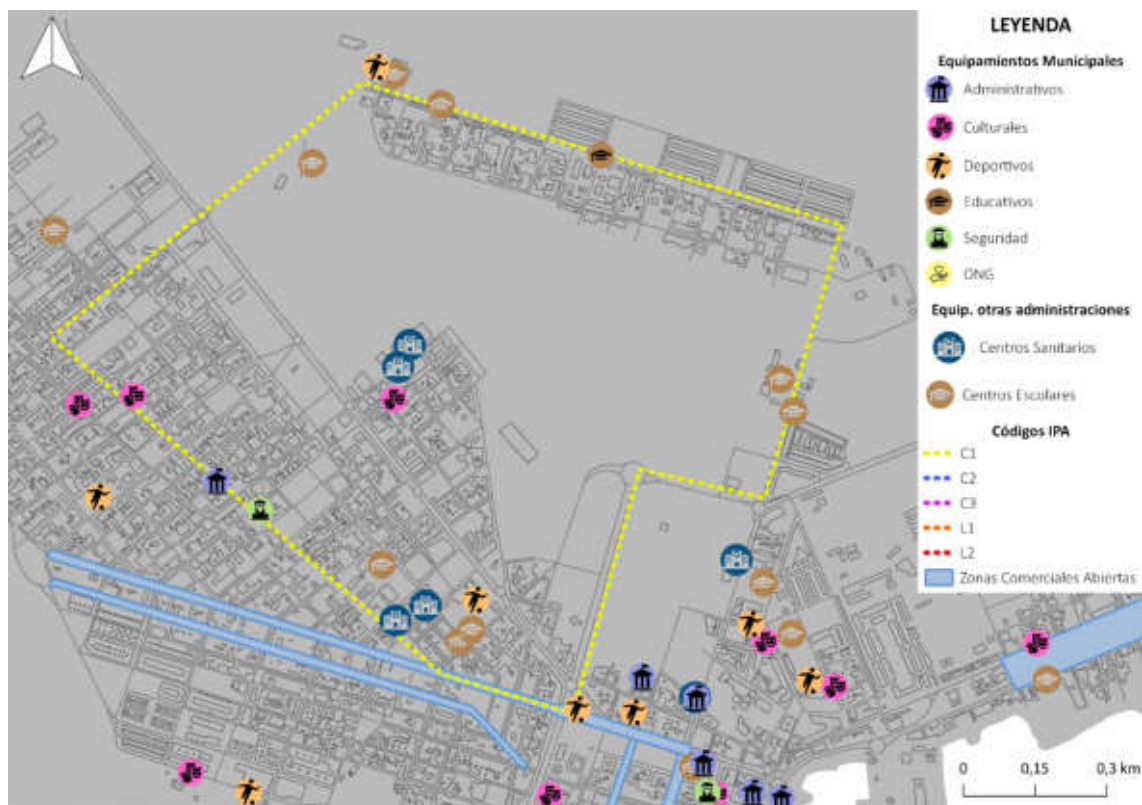 LEYENDA
Equipamientos Municipales
Administrativos
Culturales
Deportivos
Educativos
Seguridad
ONG
Equip. otras administraciones
Centros Sanitarios
Centros Escolares
Códigos IPA
C1
C2
C3
L1
L2
Zonas Comerciales Abiertas
0 0,15 0,3 km